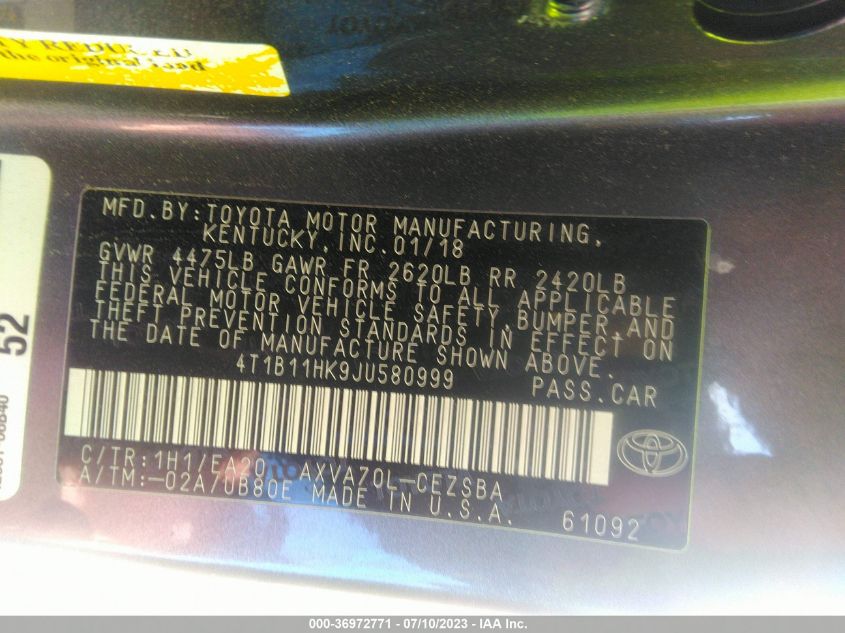 the original
MFD.BY:TOYOTA MOTOR MANUFACTURING,
KENTUCKY,INC.01/18
GVWR 4475LB GAWR FR 2620LB RR 2420LB
THIS VEHICLE CONFORMS TO ALL APPLICABLE
FEDERAL MOTOR VEHICLE SAFETY,BUMPER,AND
THEFT PREVENTION STANDARDS IN EFFECT ON
THE DATE OF MANUFACTURE SHOWN ABOVE.
4T1B11HK9JU580999
PASS.CAR
C/TR:1H1/EA20 AXVA70L-CEZSBA
A/TM:-02A/UB80E MADE IN U.S.A.
61092
52
000-36972771 - 07/10/2023 - IAA Inc.